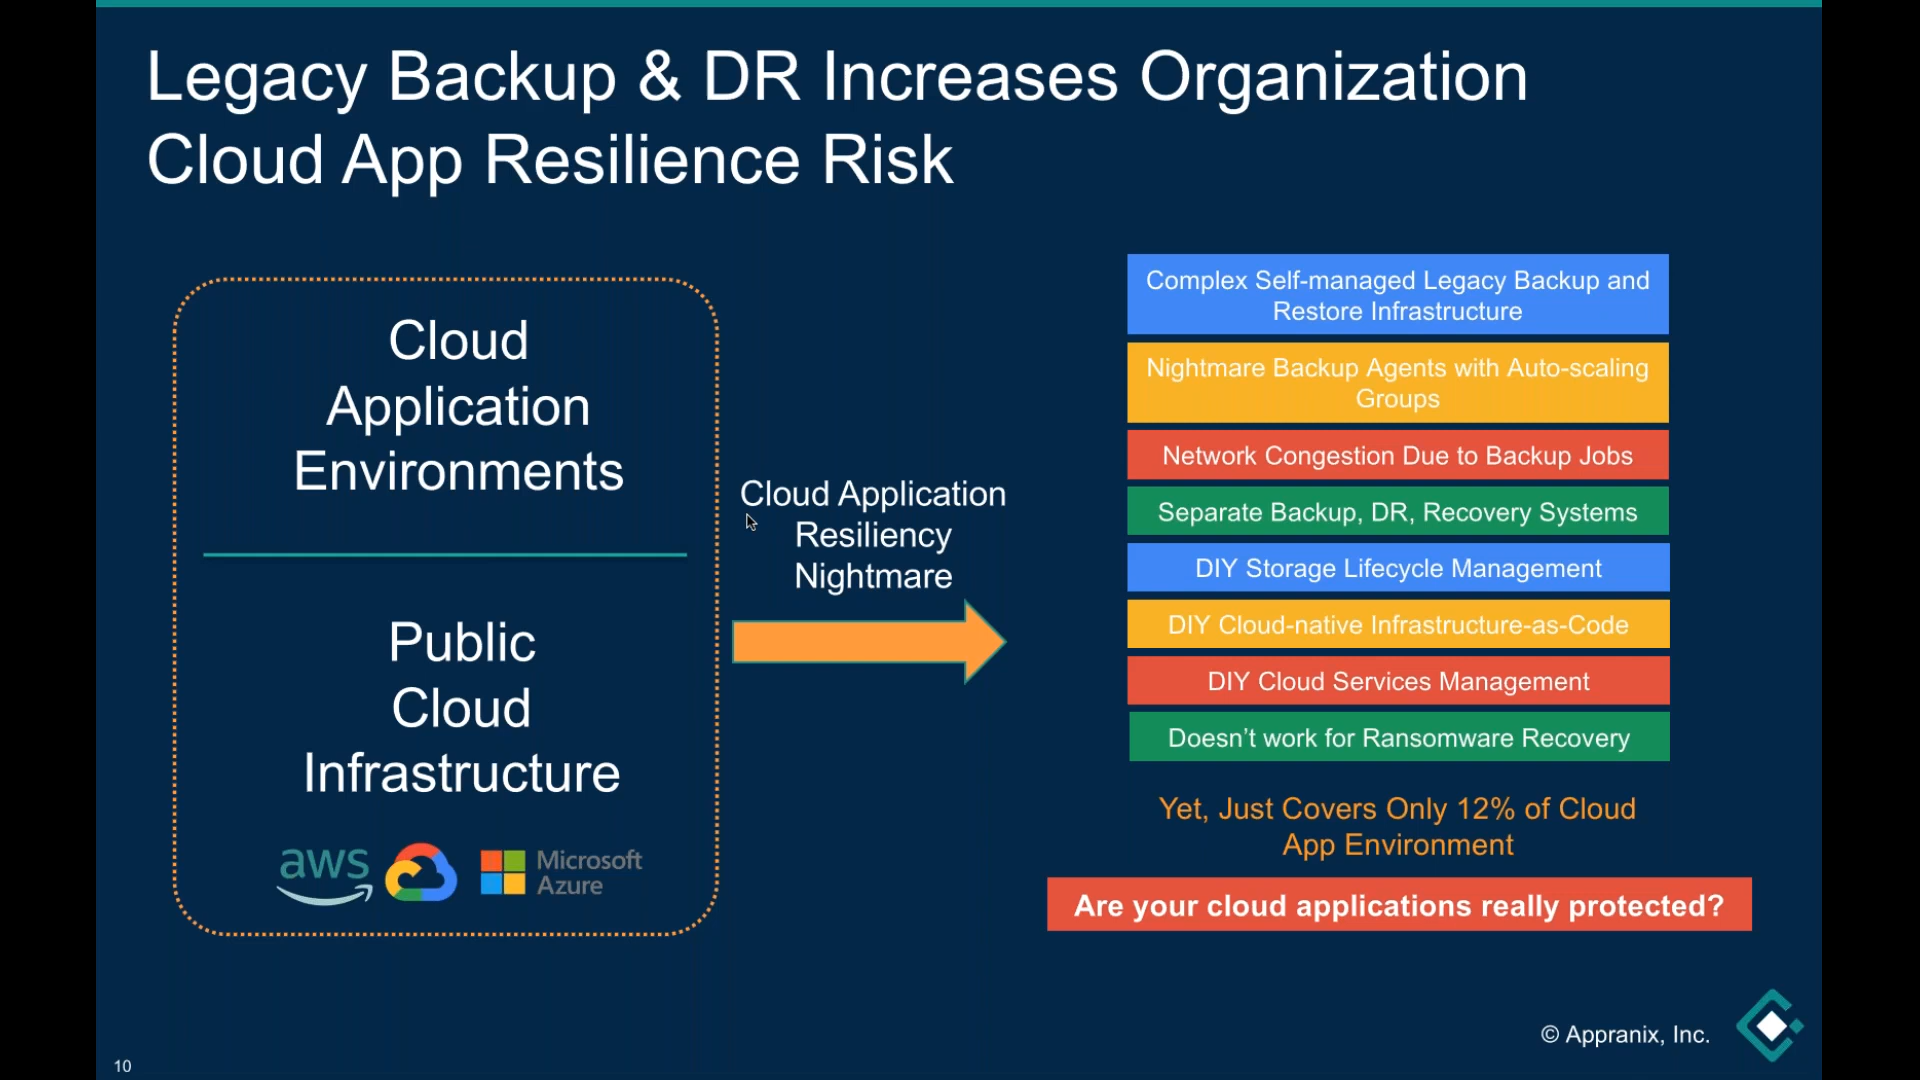 Legacy Backup & DR Increases Organization
Cloud App Resilience Risk
Cloud
Application
Environments
Public
Cloud
Infrastructure
aws
Microsoft
Azure
Cloud Application
Resiliency
Nightmare
Complex Self-managed Legacy Backup and
Restore Infrastructure
Nightmare Backup Agents with Auto-scaling
Groups
Network Congestion Due to Backup Jobs
Separate Backup, DR, Recovery Systems
DIY Storage Lifecycle Management
DIY Cloud-native Infrastructure-as-Code
DIY Cloud Services Management
Doesn’t work for Ransomware Recovery
Yet, Just Covers Only 12% of Cloud
App Environment
Are your cloud applications really protected?
© Appranix, Inc.
10